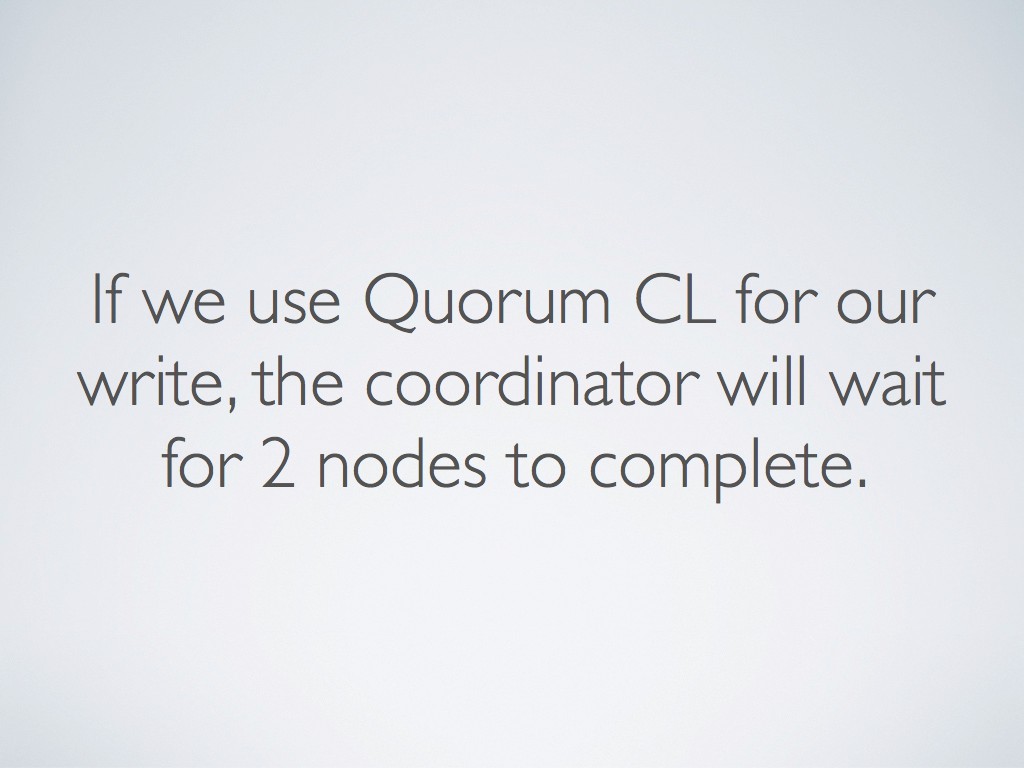 If we use Quorum CL for our
write, the coordinator will wait
for 2 nodes to complete.